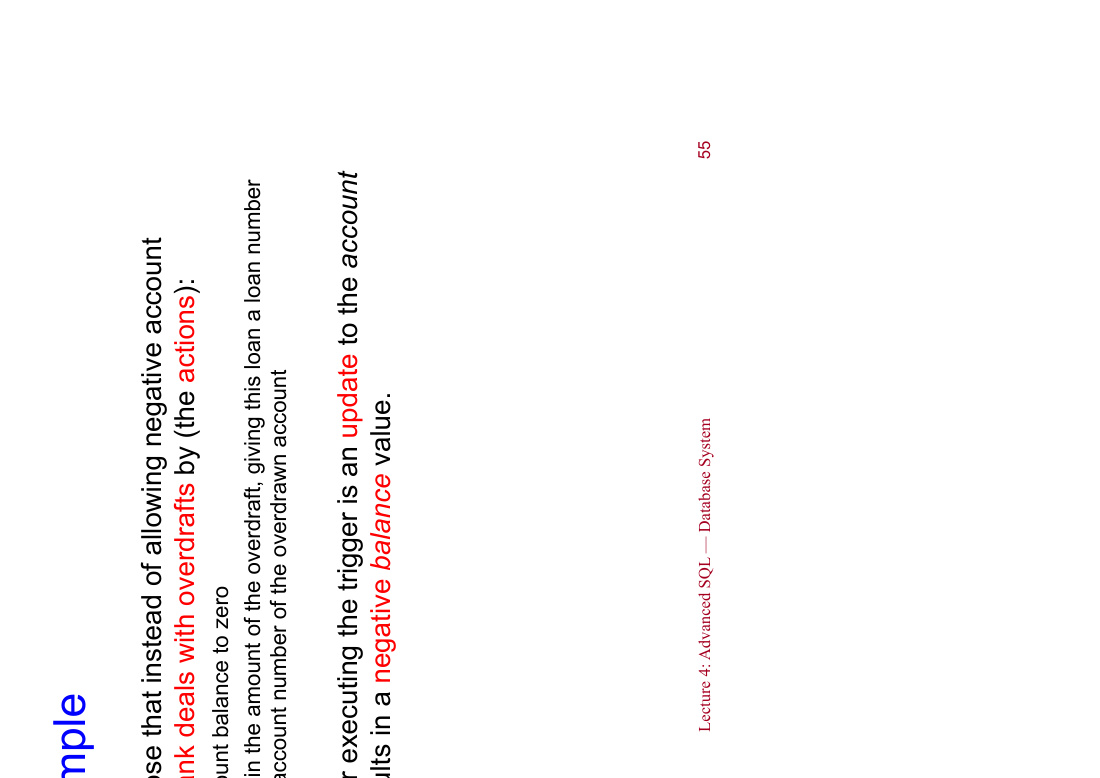 mple
ose that instead of allowing negative account
ank deals with overdrafts by (the actions):
ount balance to zero
in the amount of the overdraft, giving this loan a loan number
account number of the overdrawn account
r executing the trigger is an update to the account
ults in a negative balance value.
Lecture 4: Advanced SQL — Database System
55